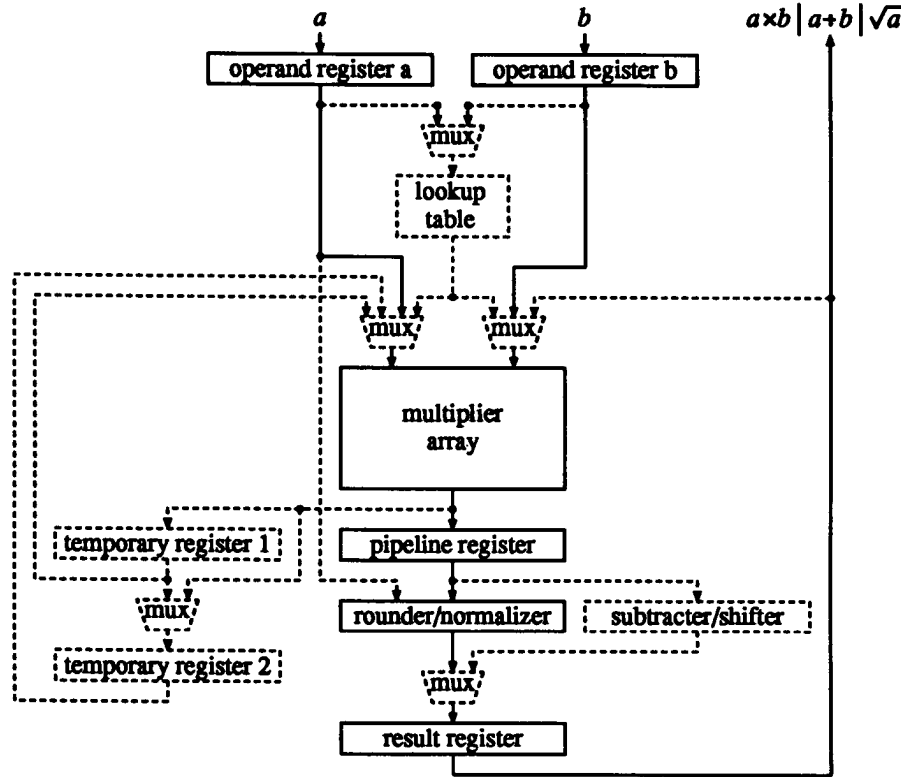 a
b
a×b | a+b | √a
operand register a
operand register b
mux
lookup
table
mux
mux
multiplier
array
temporary register 1
pipeline register
mux
rounder/normalizer
subtracter/shifter
temporary register 2
mux
result register